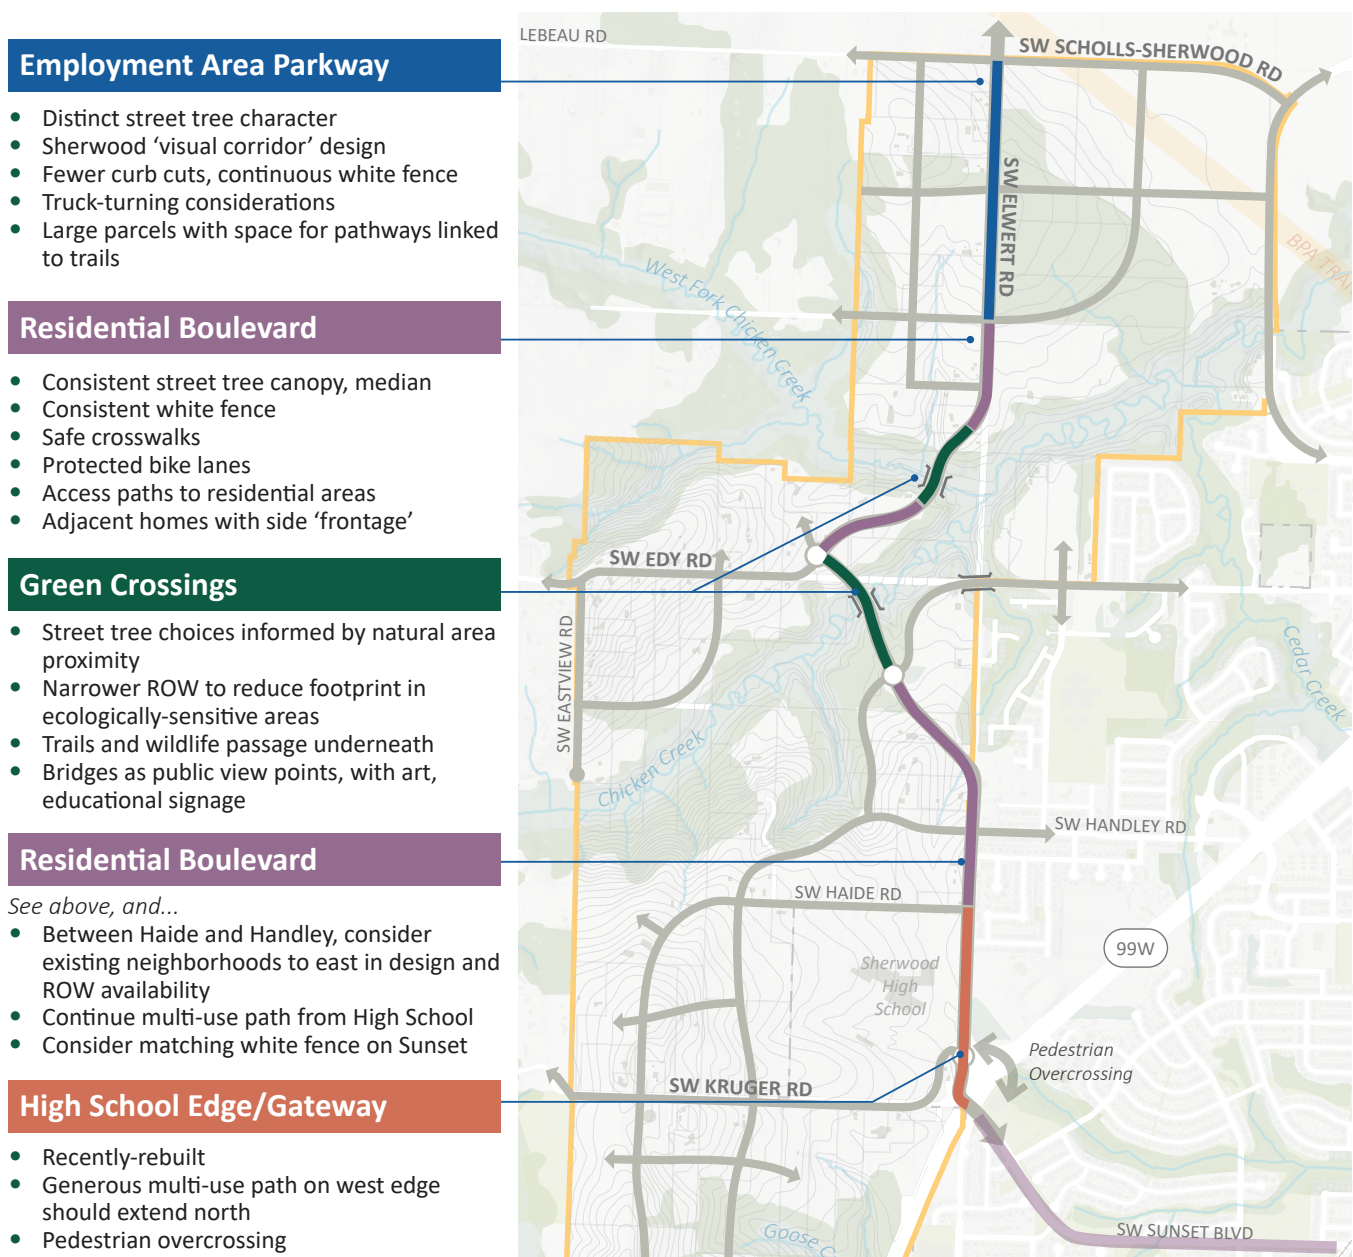 Employment Area Parkway
• Distinct street tree character
• Sherwood ‘visual corridor’ design
• Fewer curb cuts, continuous white fence
• Truck-turning considerations
• Large parcels with space for pathways linked
to trails
Residential Boulevard
• Consistent street tree canopy, median
• Consistent white fence
• Safe crosswalks
• Protected bike lanes
• Access paths to residential areas
• Adjacent homes with side ‘frontage’
Green Crossings
• Street tree choices informed by natural area
proximity
• Narrower ROW to reduce footprint in
ecologically-sensitive areas
• Trails and wildlife passage underneath
• Bridges as public view points, with art,
educational signage
Residential Boulevard
See above, and...
• Between Haide and Handley, consider
existing neighborhoods to east in design and
ROW availability
• Continue multi-use path from High School
• Consider matching white fence on Sunset
High School Edge/Gateway
• Recently-rebuilt
• Generous multi-use path on west edge
should extend north
• Pedestrian overcrossing
LEBEAU RD
SW SCHOLLS-SHERWOOD RD
SW ELWERT RD
BPA TRAN
West Fork Chicken Creek
SW EDY RD
SW EASTVIEW RD
Cedar Creek
Chicken Creek
SW HANDLEY RD
SW HAIDE RD
99W
Sherwood
High
School
Pedestrian
Overcrossing
SW KRUGER RD
SW SUNSET BLVD
Goose C